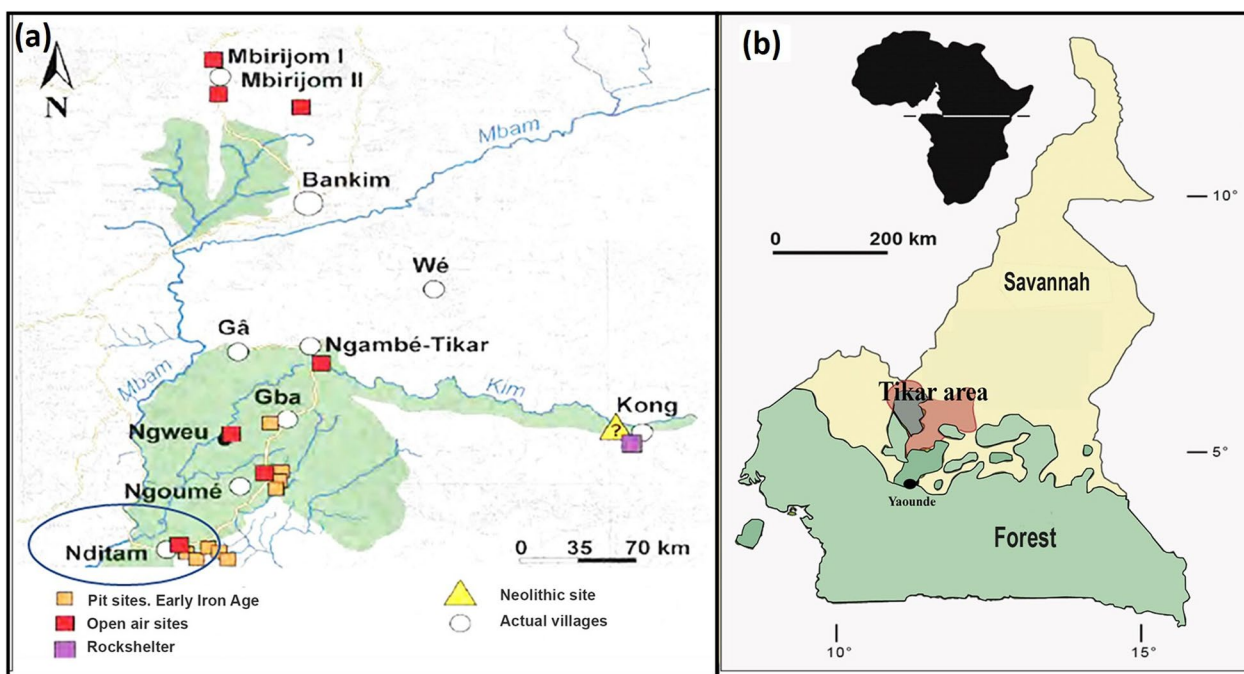 (a)
N
Mbirijom I
Mbirijom II
Mbam
Bankim
Wé
Gâ
Ngambé-Tikar
Mbam
Kim
Gba
Kong
?
Ngweu
Ngoumé
Nditam
0 35 70 km
Pit sites. Early Iron Age
Open air sites
Rockshelter
Neolithic site
Actual villages
(b)
0 200 km
10°
Savannah
Tikar area
5°
Yaounde
Forest
10° 15°